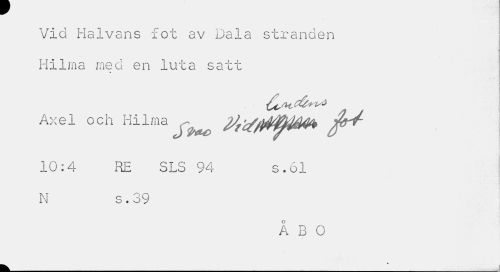 Vid Halvans fot av Dala stranden
Hilma med en luta satt
lindens
Axel och Hilma Vid fot
10:4 RE SLS 94 s.61
N s.39
ÅBO